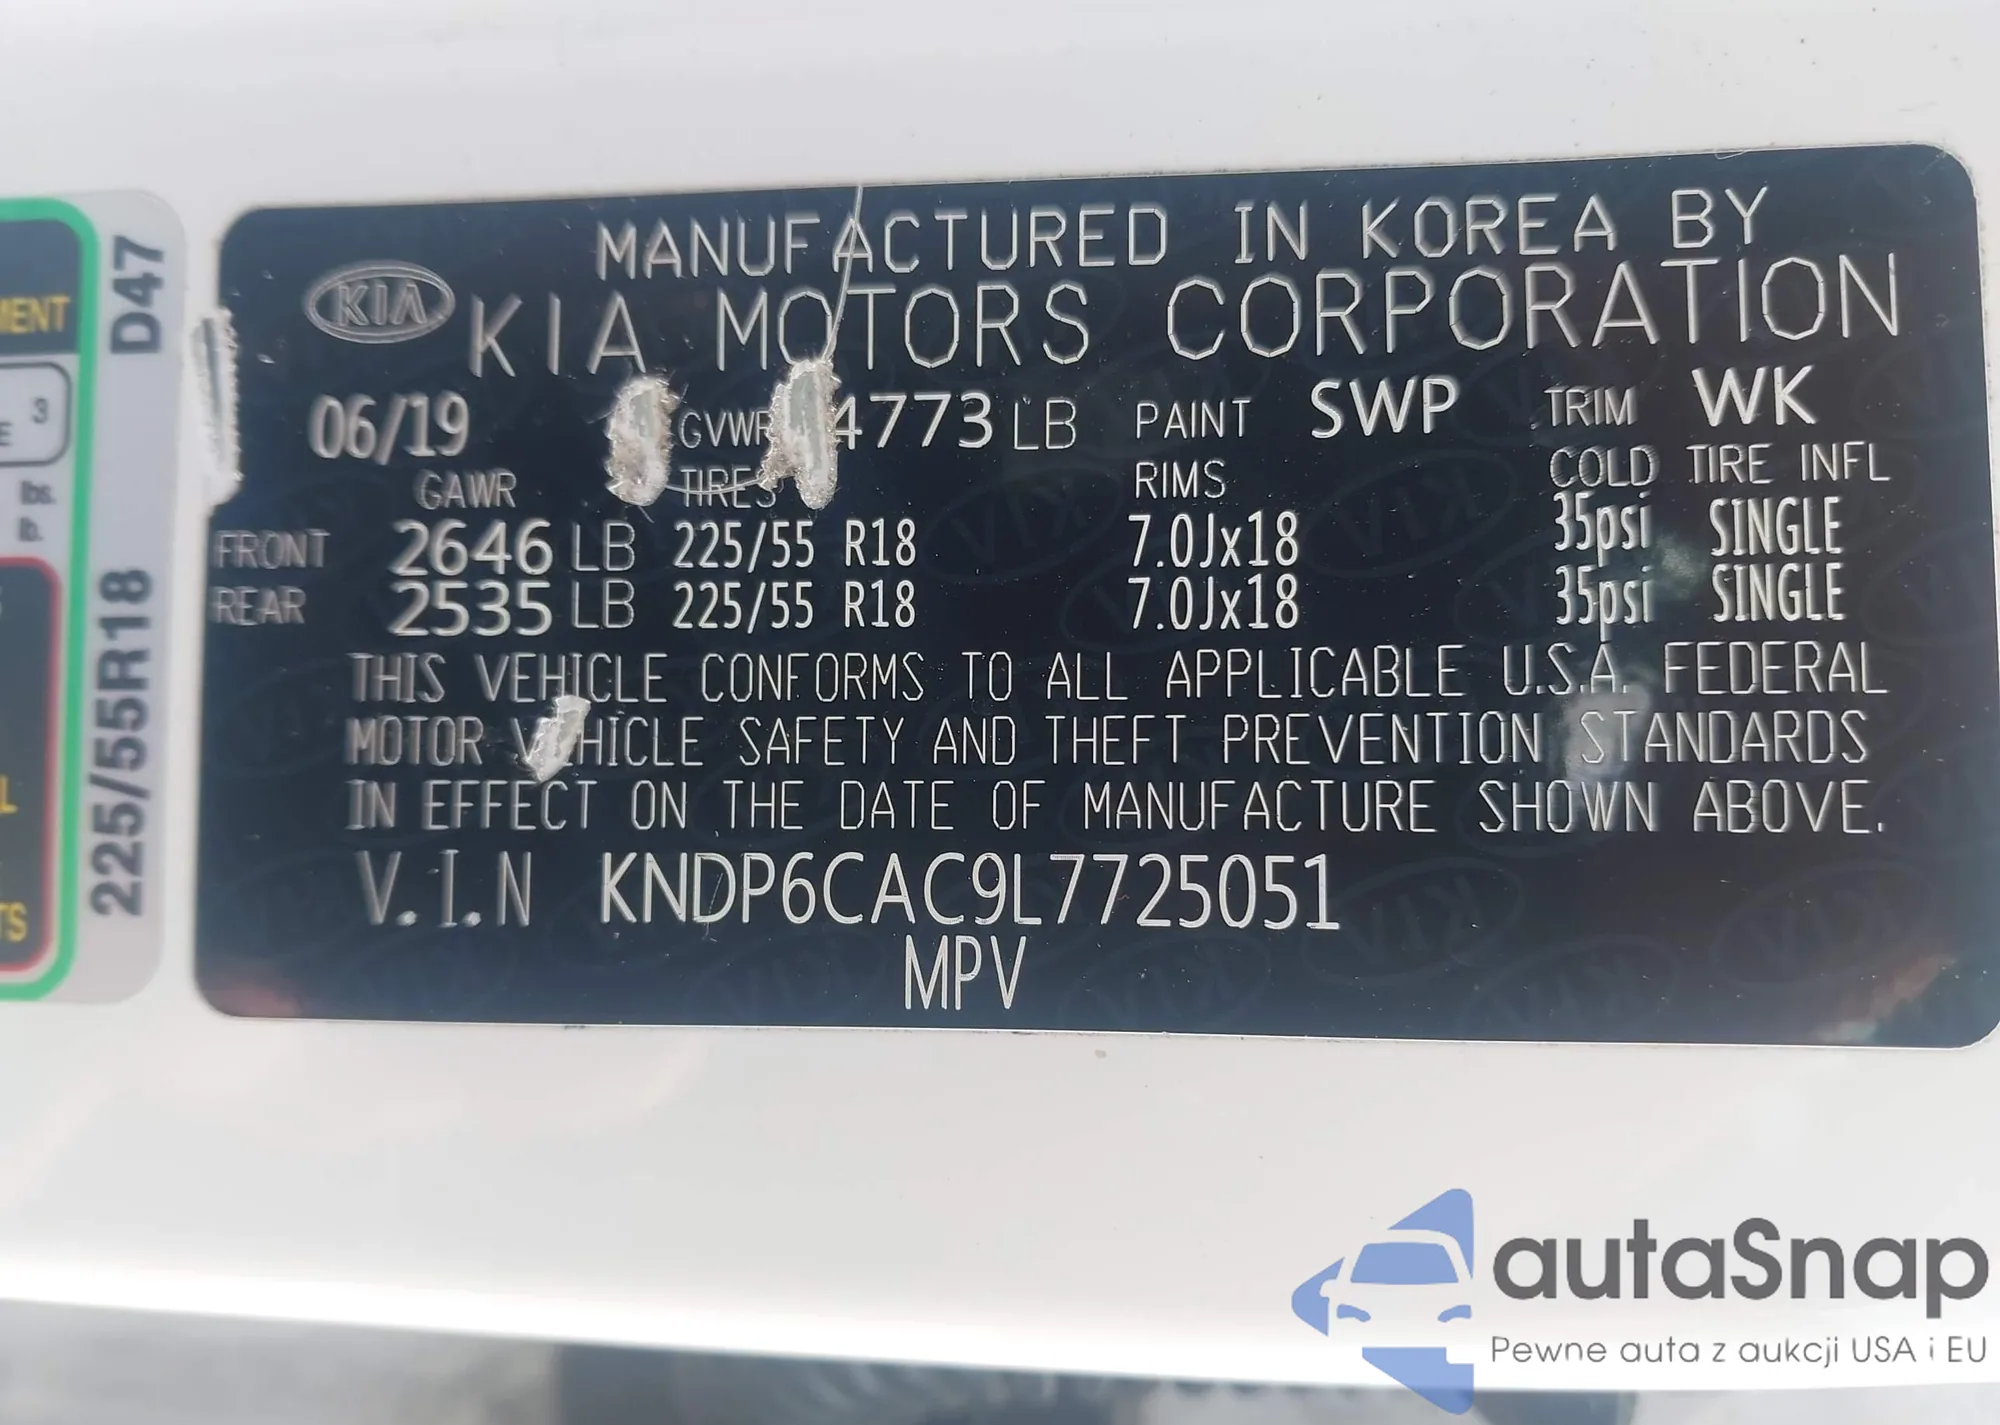 MANUFACTURED IN KOREA BY
KIA KIA MOTORS CORPORATION
06/19 GVWR 4773 LB PAINT SWP TRIM WK
GAWR TIRES RIMS COLD TIRE INFL
FRONT 2646 LB 225/55 R18 7.0Jx18 35psi SINGLE
REAR 2535 LB 225/55 R18 7.0Jx18 35psi SINGLE
THIS VEHICLE CONFORMS TO ALL APPLICABLE U.S.A. FEDERAL
MOTOR VEHICLE SAFETY AND THEFT PREVENTION STANDARDS
IN EFFECT ON THE DATE OF MANUFACTURE SHOWN ABOVE.
V.I.N KNDP6CAC9L7725051
MPV
D47
225/55R18
3
lbs.
lb.
autaSnap
Pewne auta z aukcji USA i EU